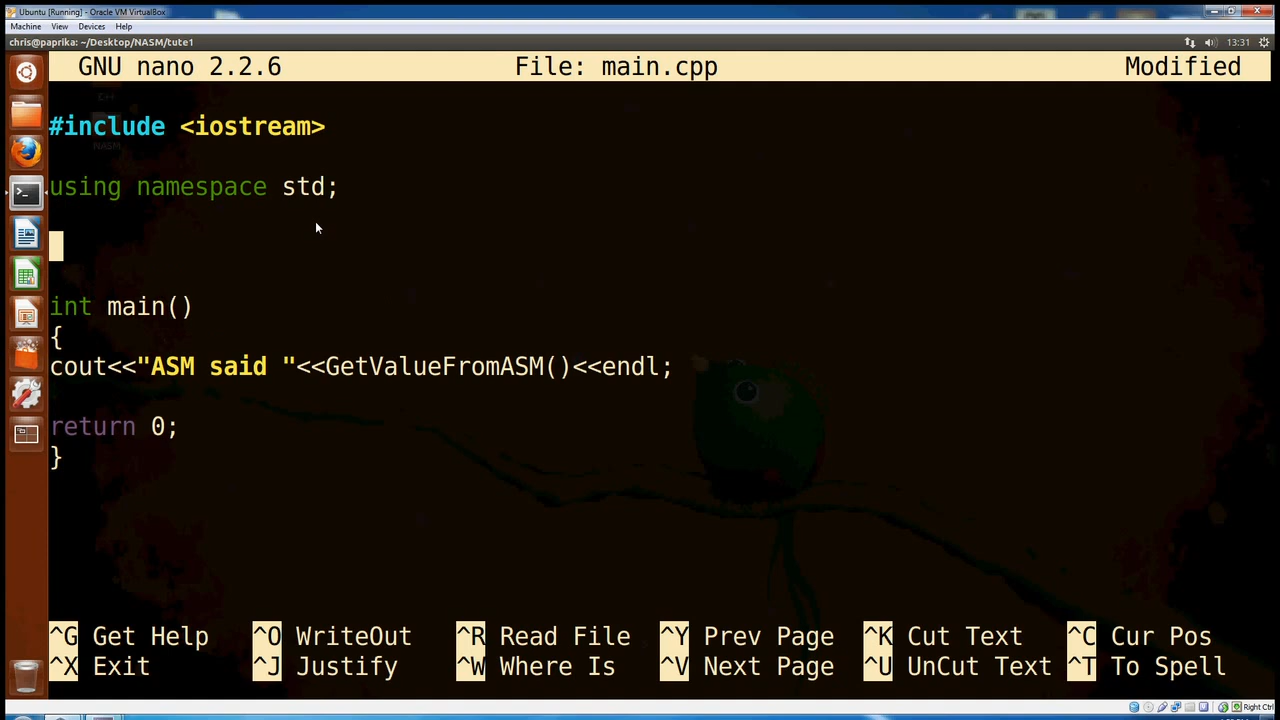 Ubuntu [Running] - Oracle VM VirtualBox
Machine View Devices Help
chris@paprika: ~/Desktop/NASM/tute1 13:31
GNU nano 2.2.6 File: main.cpp Modified
#include <iostream>
using namespace std;
int main()
{
cout<<"ASM said "<<GetValueFromASM()<<endl;
return 0;
}
^G Get Help ^O WriteOut ^R Read File ^Y Prev Page ^K Cut Text ^C Cur Pos
^X Exit ^J Justify ^W Where Is ^V Next Page ^U UnCut Text ^T To Spell
Right Ctrl